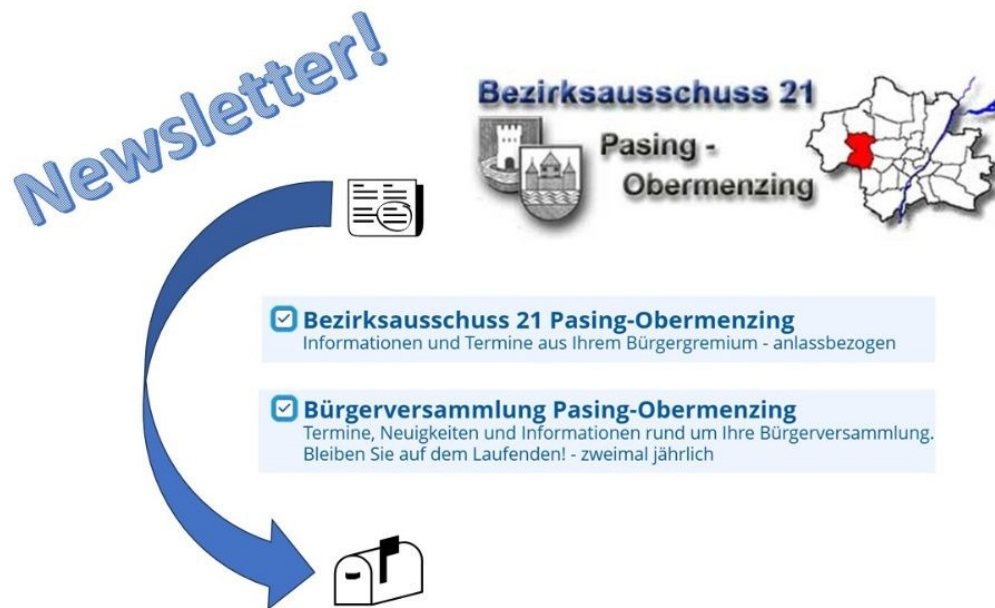 Newsletter!
Bezirksausschuss 21
Pasing -
Obermenzing
Bezirksausschuss 21 Pasing-Obermenzing
Informationen und Termine aus Ihrem Bürgergremium - anlassbezogen
Bürgerversammlung Pasing-Obermenzing
Termine, Neuigkeiten und Informationen rund um Ihre Bürgerversammlung.
Bleiben Sie auf dem Laufenden! - zweimal jährlich